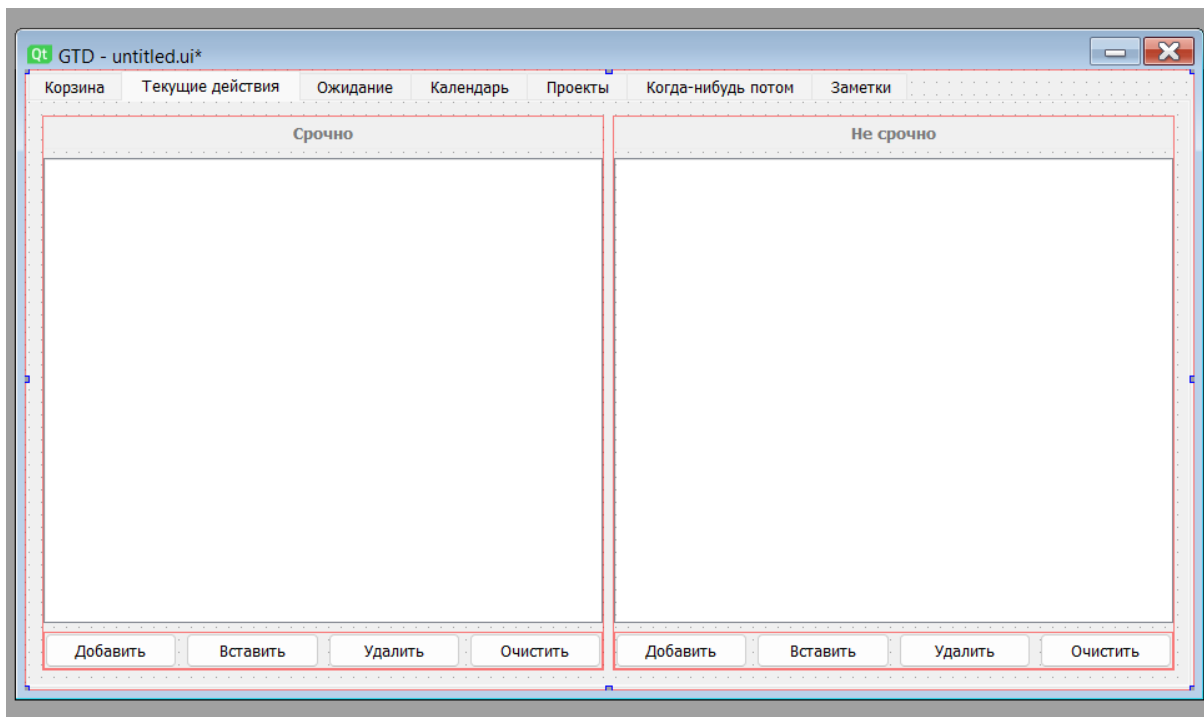 Qt GTD - untitled.ui*
Корзина Текущие действия Ожидание Календарь Проекты Когда-нибудь потом Заметки
Срочно Не срочно
Добавить Вставить Удалить Очистить Добавить Вставить Удалить Очистить